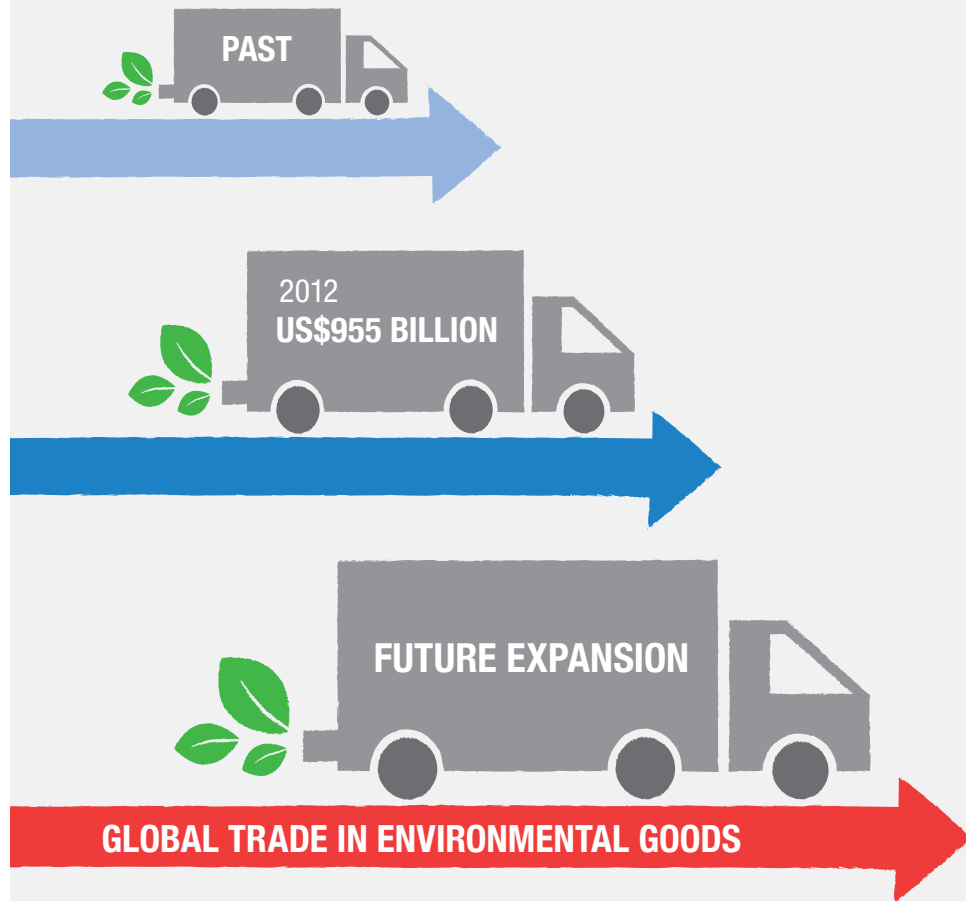 PAST
2012
US$955 BILLION
FUTURE EXPANSION
GLOBAL TRADE IN ENVIRONMENTAL GOODS